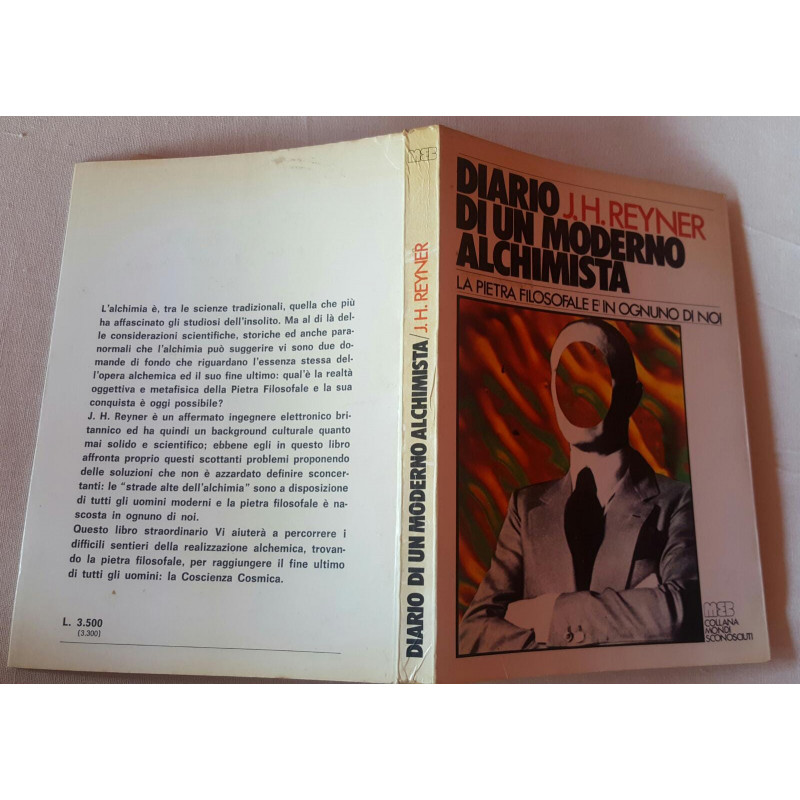 L'alchimia è, tra le scienze tradizionali, quella che più
ha affascinato gli studiosi dell'insolito. Ma al di là del-
le considerazioni scientifiche, storiche ed anche para-
normali che l'alchimia può suggerire vi sono due do-
mande di fondo che riguardano l'essenza stessa del-
l'opera alchemica ed il suo fine ultimo: qual'è la realtà
oggettiva e metafisica della Pietra Filosofale e la sua
conquista è oggi possibile?
J. H. Reyner è un affermato ingegnere elettronico bri-
tannico ed ha quindi un background culturale quanto
mai solido e scientifico; ebbene egli in questo libro
affronta proprio questi scottanti problemi proponendo
delle soluzioni che non è azzardato definire sconcer-
tanti: le "strade alte dell'alchimia" sono a disposizione
di tutti gli uomini moderni e la pietra filosofale è na-
scosta in ognuno di noi.
Questo libro straordinario Vi aiuterà a percorrere i
difficili sentieri della realizzazione alchemica, trovan-
do la pietra filosofale, per raggiungere il fine ultimo
di tutti gli uomini: la Coscienza Cosmica.
L. 3.500
(3.300)
MEB
DIARIO DI UN MODERNO ALCHIMISTA/J.H. REYNER
DIARIO J.H. REYNER
DI UN MODERNO
ALCHIMISTA
LA PIETRA FILOSOFALE E' IN OGNUNO DI NOI
MEB
COLLANA
MONDI
SCONOSCIUTI